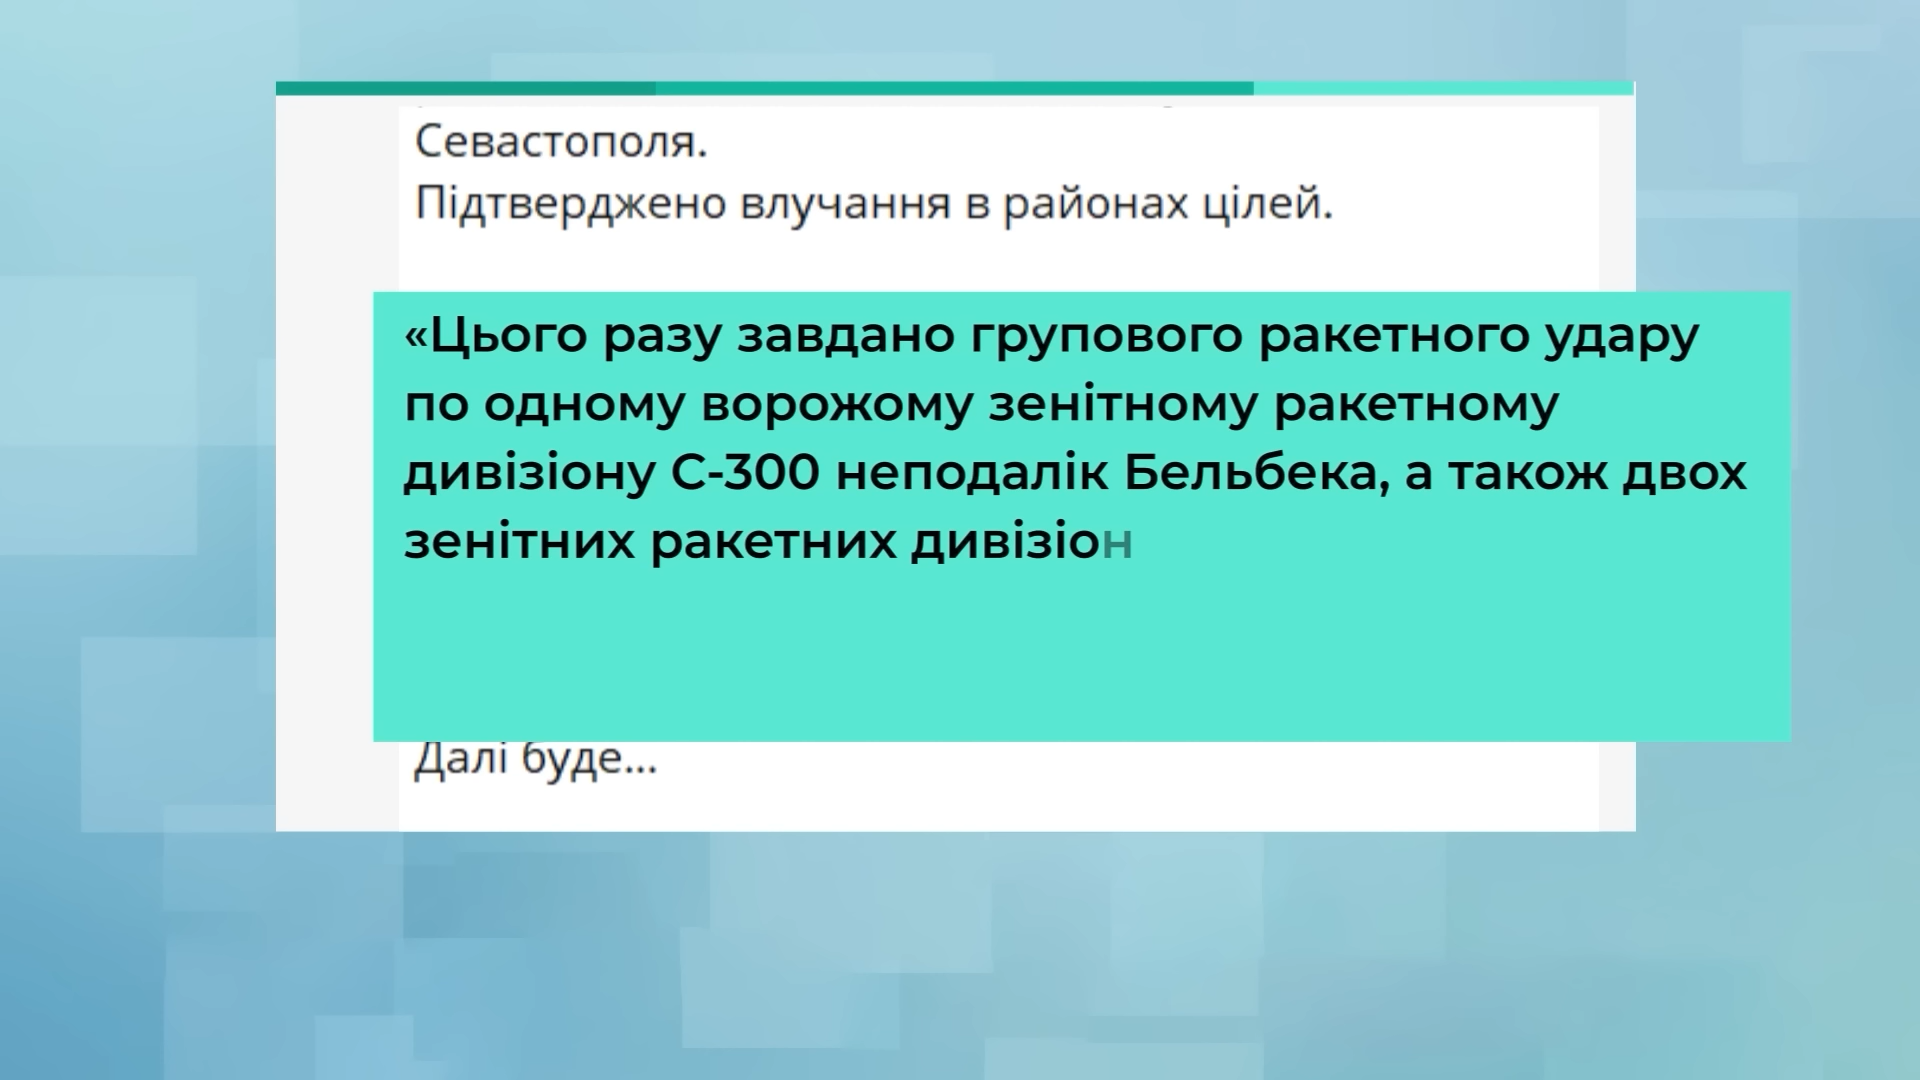 Севастополя.
Підтверджено влучання в районах цілей.
«Цього разу завдано групового ракетного удару
по одному ворожому зенітному ракетному
дивізіону С-300 неподалік Бельбека, а також двох
зенітних ракетних дивізіон
Далі буде...